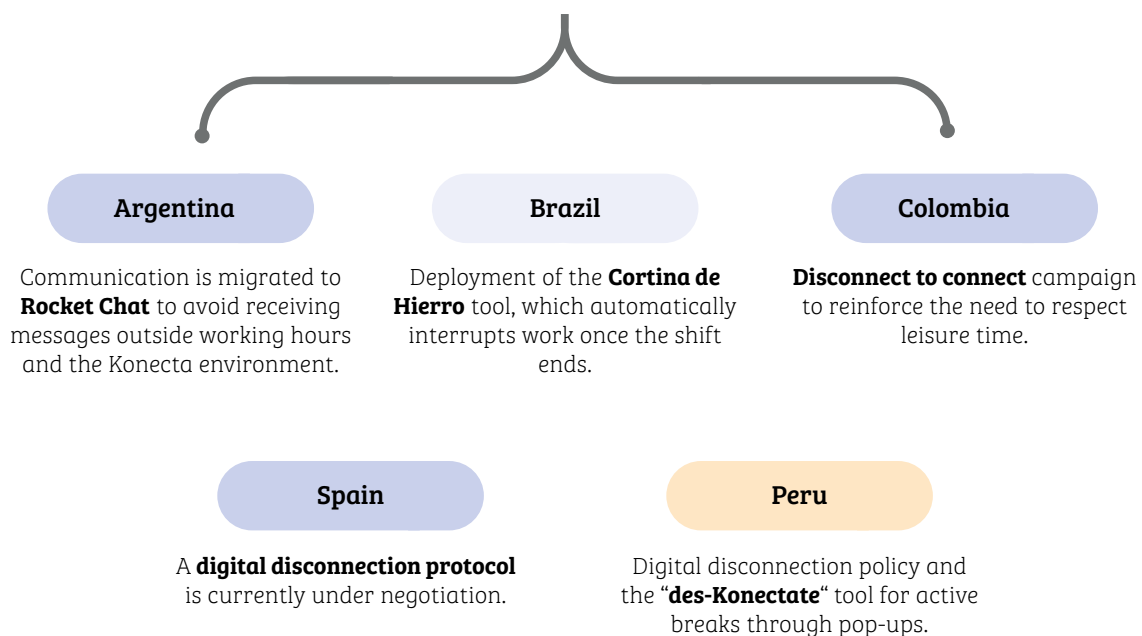 Argentina
Communication is migrated to
Rocket Chat to avoid receiving
messages outside working hours
and the Konecta environment.
Brazil
Deployment of the Cortina de
Hierro tool, which automatically
interrupts work once the shift
ends.
Colombia
Disconnect to connect campaign
to reinforce the need to respect
leisure time.
Spain
A digital disconnection protocol
is currently under negotiation.
Peru
Digital disconnection policy and
the “des-Konectate“ tool for active
breaks through pop-ups.